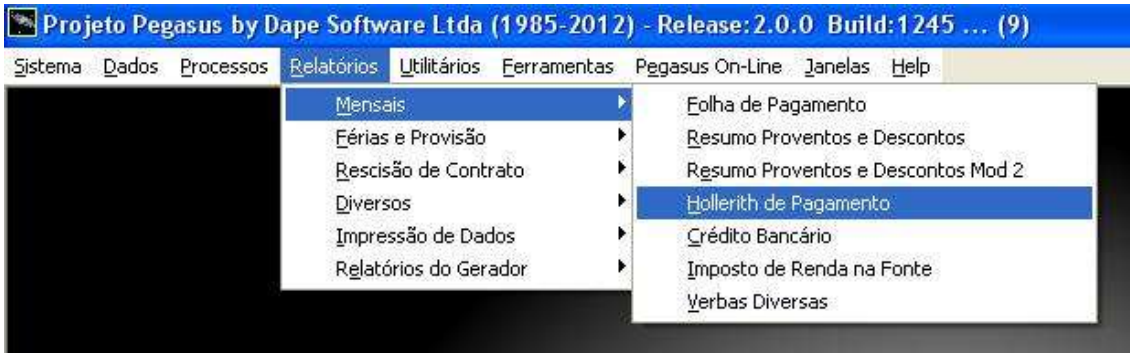 Projeto Pegasus by Dape Software Ltda (1985-2012) - Release:2.0.0 Build:1245 ... (9)
Sistema Dados Processos Relatórios Utilitários Ferramentas Pegasus On-Line Janelas Help
Mensais
Férias e Provisão
Rescisão de Contrato
Diversos
Impressão de Dados
Relatórios do Gerador
Folha de Pagamento
Resumo Proventos e Descontos
Resumo Proventos e Descontos Mod 2
Hollerith de Pagamento
Crédito Bancário
Imposto de Renda na Fonte
Verbas Diversas